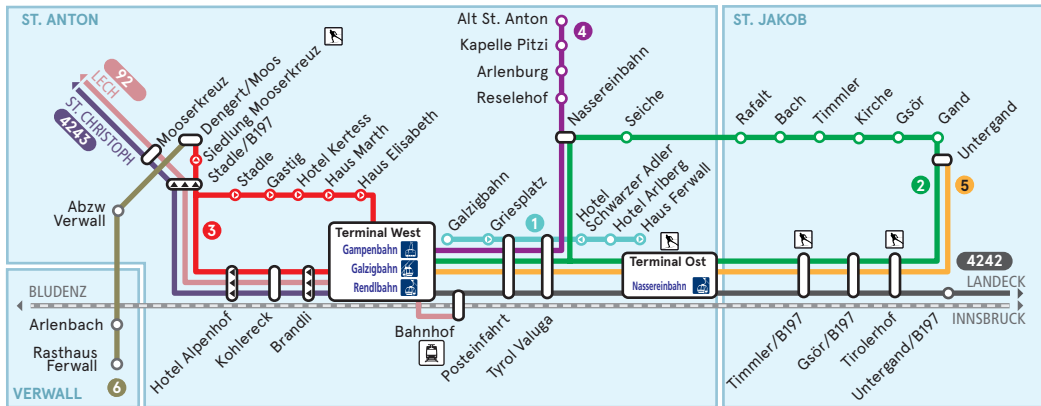 ST. ANTON
ST. JAKOB
Alt St. Anton
4
Kapelle Pitzi
Arlenburg
Reselehof
Nassereinbahn
92
LECH
4243
ST. CHRISTOPH
Mooserkreuz
Dengert/Moos
Siedlung Mooserkreuz
Stadle/B197
Stadle
Gastig
Hotel Kertess
Haus Marth
Haus Elisabeth
Seiche
Rafalt
Bach
Timmler
Kirche
Gsör
Gand
Untergand
Abzw
Verwall
3
Galzigbahn
Griesplatz
1
Hotel
Schwarzer Adler
Hotel Arlberg
Haus Ferwall
2
5
Terminal West
Gampenbahn
Galzigbahn
Rendlbahn
Terminal Ost
Nassereinbahn
4242
LANDECK
BLUDENZ
INNSBRUCK
Arlenbach
Rasthaus
Ferwall
6
VERWALL
Hotel Alpenhof
Kohlereck
Brandli
Bahnhof
Posteinfahrt
Tyrol Valuga
Timmler/B197
Gsör/B197
Tirolerhof
Untergand/B197